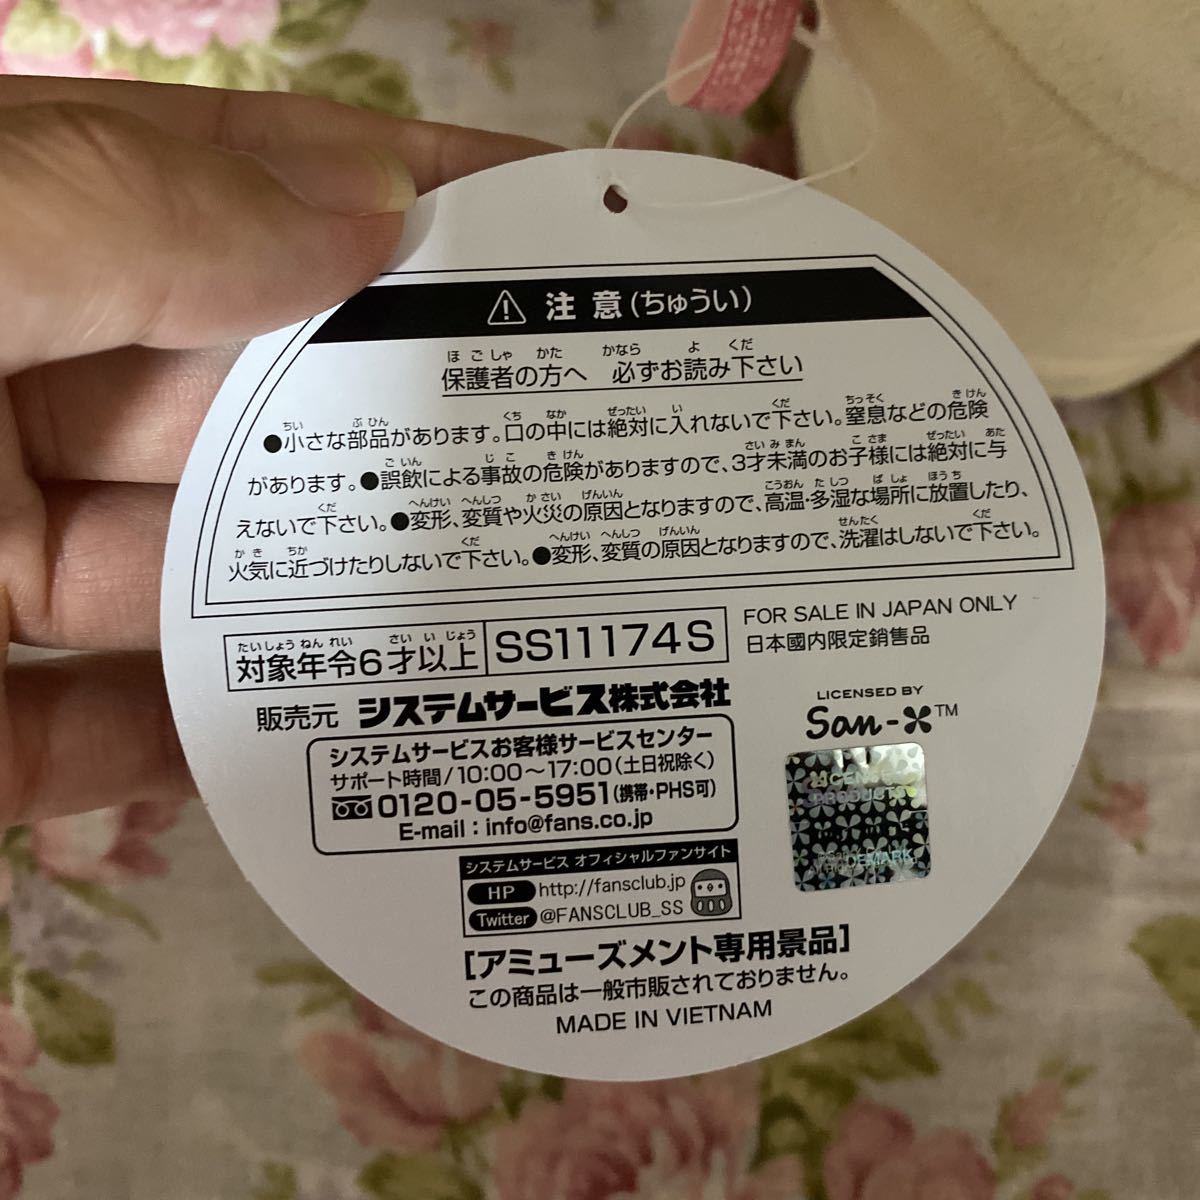 ⚠ 注意(ちゅうい)
保護者の方へ 必ずお読み下さい
●小さな部品があります。口の中には絶対に入れないで下さい。窒息などの危険
があります。●誤飲による事故の危険がありますので、3才未満のお子様には絶対に与
えないで下さい。●変形、変質や火災の原因となりますので、高温・多湿な場所に放置したり、
火気に近づけたりしないで下さい。●変形、変質の原因となりますので、洗濯はしないで下さい。
対象年令6才以上 SS11174S
FOR SALE IN JAPAN ONLY
日本國内限定銷售品
販売元 システムサービス株式会社
システムサービスお客様サービスセンター
サポート時間/10:00～17:00(土日祝除く)
0120-05-5951(携帯・PHS可)
E-mail : info@fans.co.jp
LICENSED BY
San-X™
LICENSED
PRODUCTS
システムサービス オフィシャルファンサイト
HP http://fansclub.jp
Twitter @FANSCLUB_SS
[アミューズメント専用景品]
この商品は一般市販されておりません。
MADE IN VIETNAM